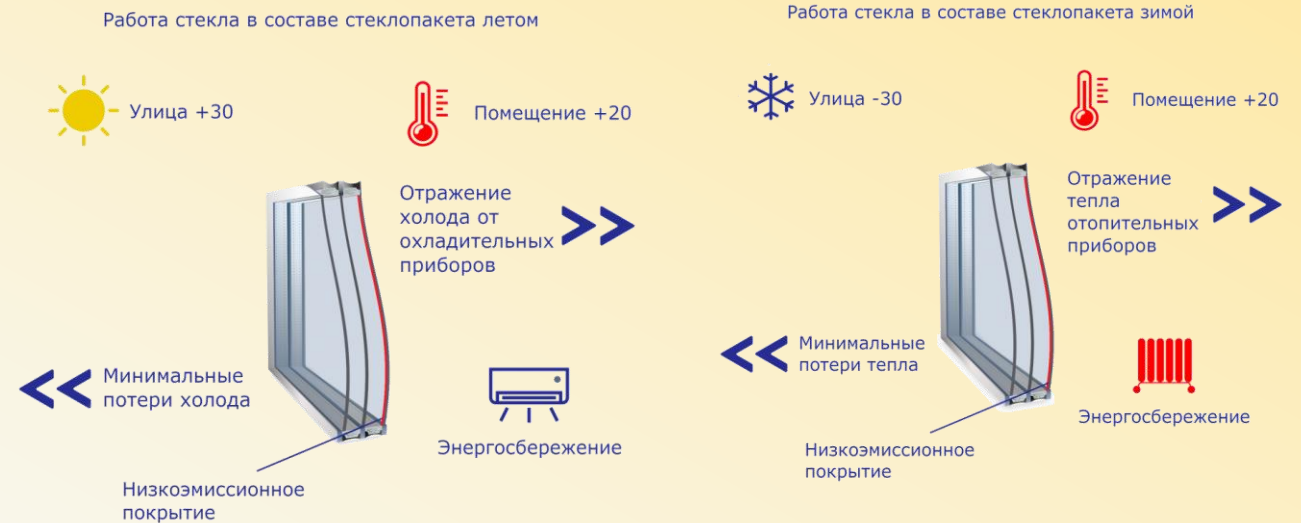 Работа стекла в составе стеклопакета летом
Улица +30
Помещение +20
Отражение
холода от
охладительных
приборов
Минимальные
потери холода
Энергосбережение
Низкоэмиссионное
покрытие
Работа стекла в составе стеклопакета зимой
Улица -30
Помещение +20
Отражение
тепла
отопительных
приборов
Минимальные
потери тепла
Энергосбережение
Низкоэмиссионное
покрытие